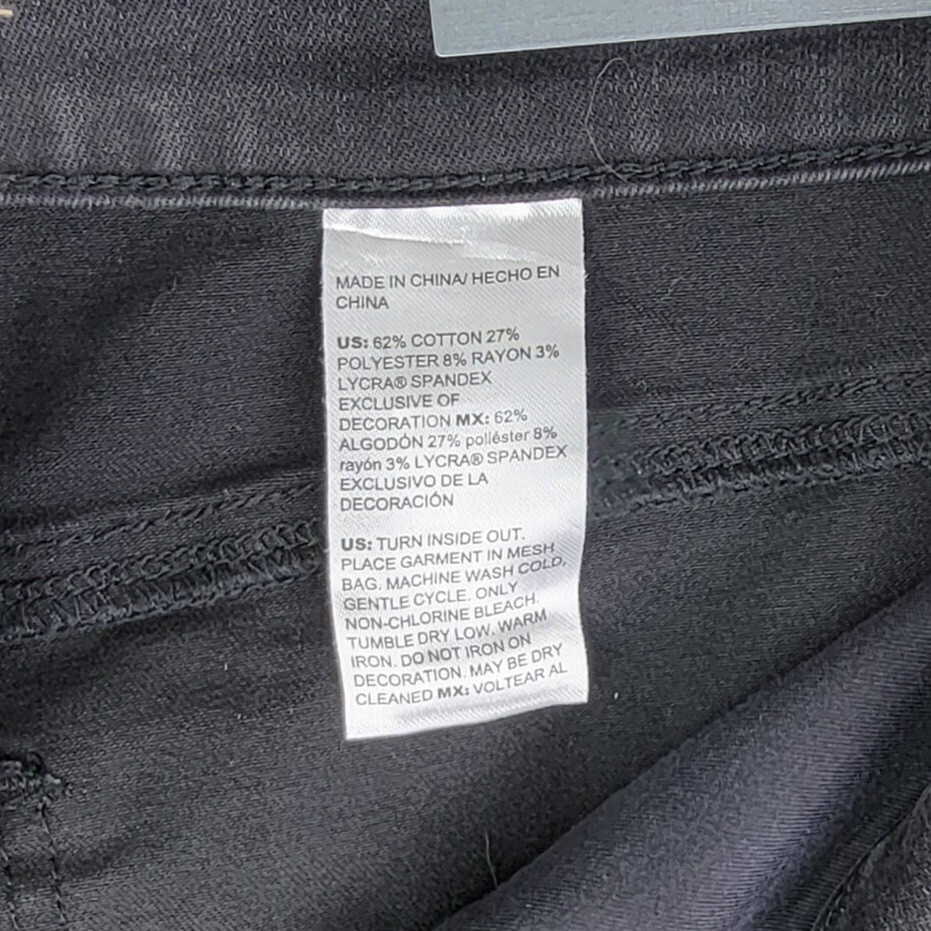 MADE IN CHINA/ HECHO EN
CHINA
US: 62% COTTON 27%
POLYESTER 8% RAYON 3%
LYCRA® SPANDEX
EXCLUSIVE OF
DECORATION MX: 62%
ALGODÓN 27% poliéster 8%
rayón 3% LYCRA® SPANDEX
EXCLUSIVO DE LA
DECORACIÓN
US: TURN INSIDE OUT.
PLACE GARMENT IN MESH
BAG. MACHINE WASH COLD,
GENTLE CYCLE. ONLY
NON-CHLORINE BLEACH.
TUMBLE DRY LOW. WARM
IRON. DO NOT IRON ON
DECORATION. MAY BE DRY
CLEANED MX: VOLTEAR AL